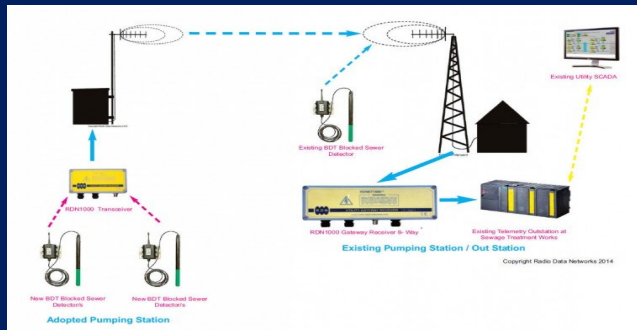 Existing Utility SCADA
Existing BDT Blocked Sewer
Detector
RDN1000 Transceiver
RDN1000 Gateway Receiver 8- Way
Existing Telemetry Outstation at
Sewage Treatment Works
Existing Pumping Station / Out Station
Copyright Radio Data Networks 2014
New BDT Blocked Sewer
Detector/s
New BDT Blocked Sewer
Detector/s
Adopted Pumping Station